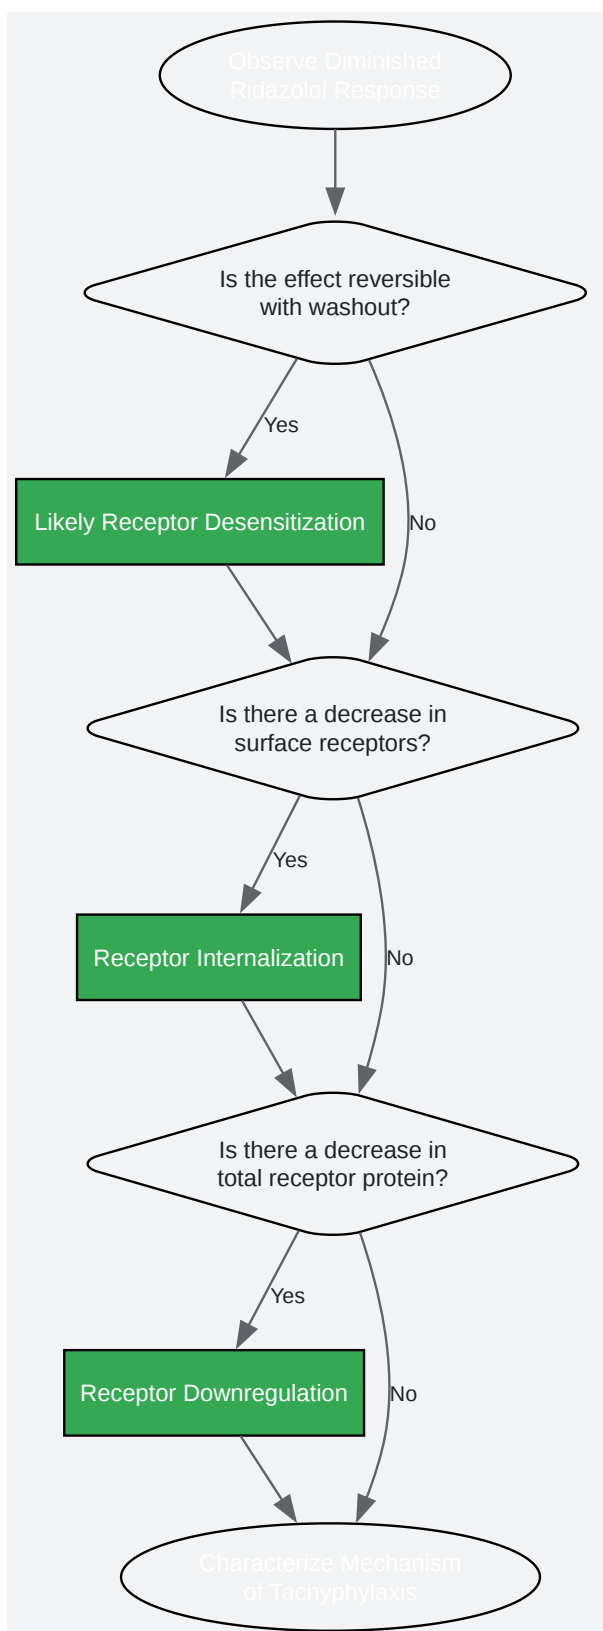 Observe Diminished
Ridazolol Response
Is the effect reversible
with washout?
Yes
Likely Receptor Desensitization
No
Is there a decrease in
surface receptors?
Yes
Receptor Internalization
No
Is there a decrease in
total receptor protein?
Yes
Receptor Downregulation
No
Characterize Mechanism
of Tachyphylaxis